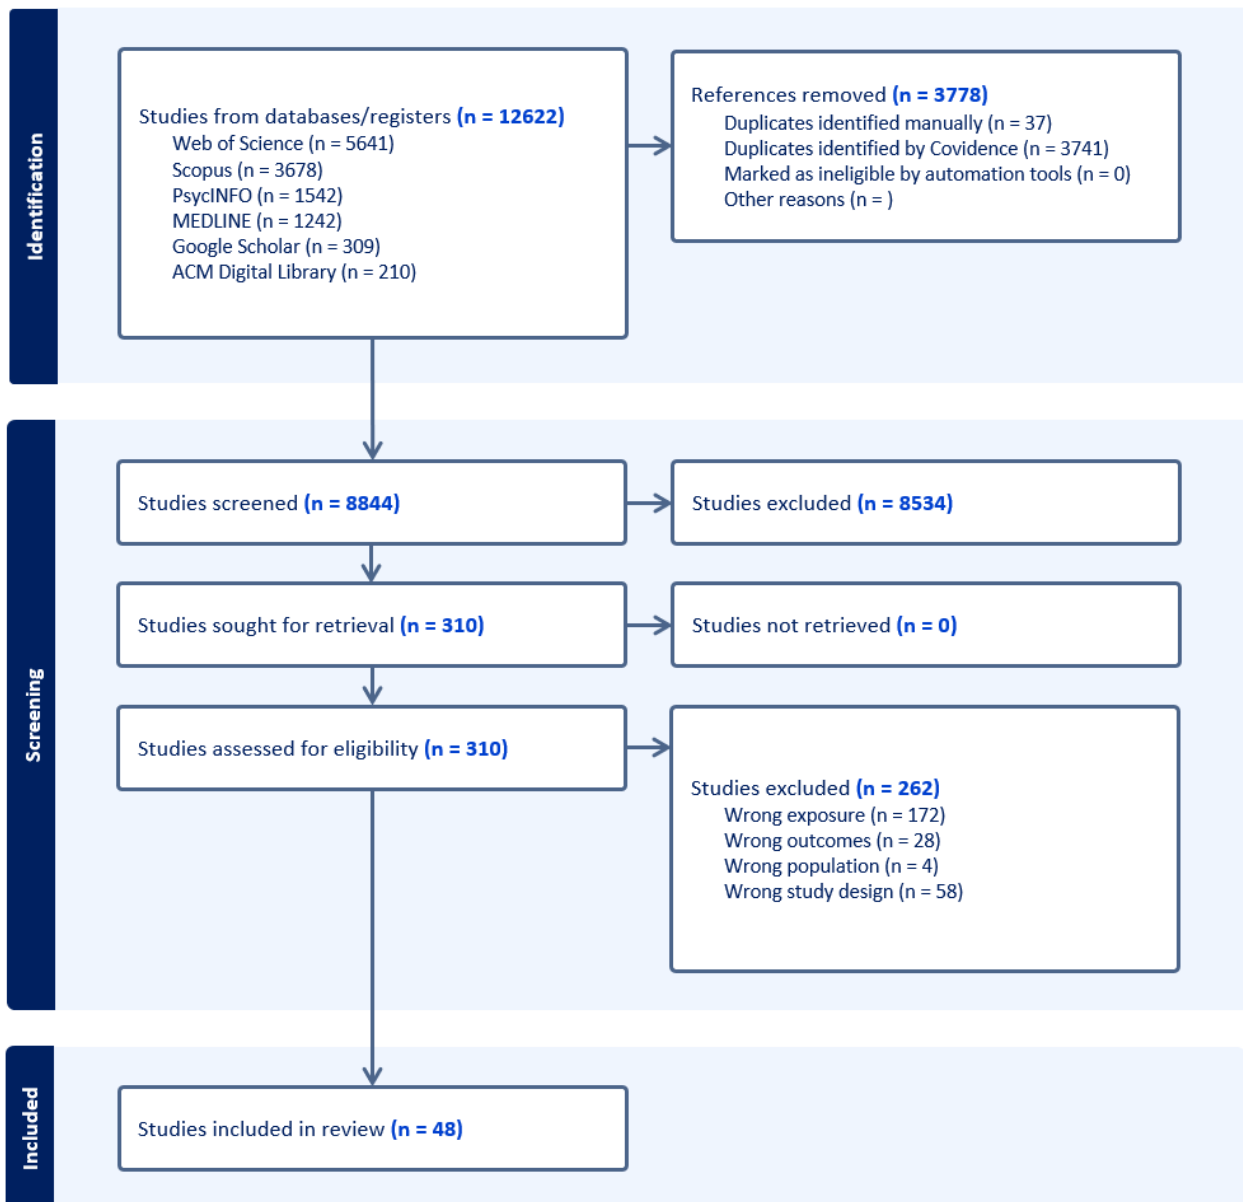 Identification
Studies from databases/registers (n = 12622)
Web of Science (n = 5641)
Scopus (n = 3678)
PsycINFO (n = 1542)
MEDLINE (n = 1242)
Google Scholar (n = 309)
ACM Digital Library (n = 210)
References removed (n = 3778)
Duplicates identified manually (n = 37)
Duplicates identified by Covidence (n = 3741)
Marked as ineligible by automation tools (n = 0)
Other reasons (n = )
Screening
Studies screened (n = 8844)
Studies excluded (n = 8534)
Studies sought for retrieval (n = 310)
Studies not retrieved (n = 0)
Studies assessed for eligibility (n = 310)
Studies excluded (n = 262)
Wrong exposure (n = 172)
Wrong outcomes (n = 28)
Wrong population (n = 4)
Wrong study design (n = 58)
Included
Studies included in review (n = 48)